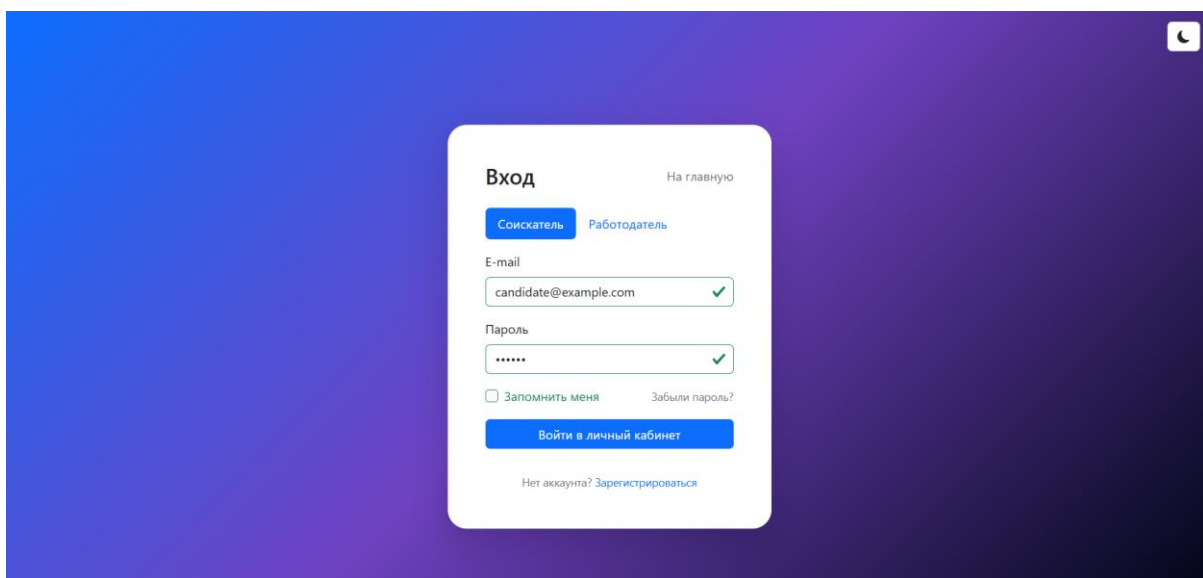 Вход На главную
Соискатель Работодатель
E-mail
candidate@example.com
Пароль
••••••
Запомнить меня Забыли пароль?
Войти в личный кабинет
Нет аккаунта? Зарегистрироваться